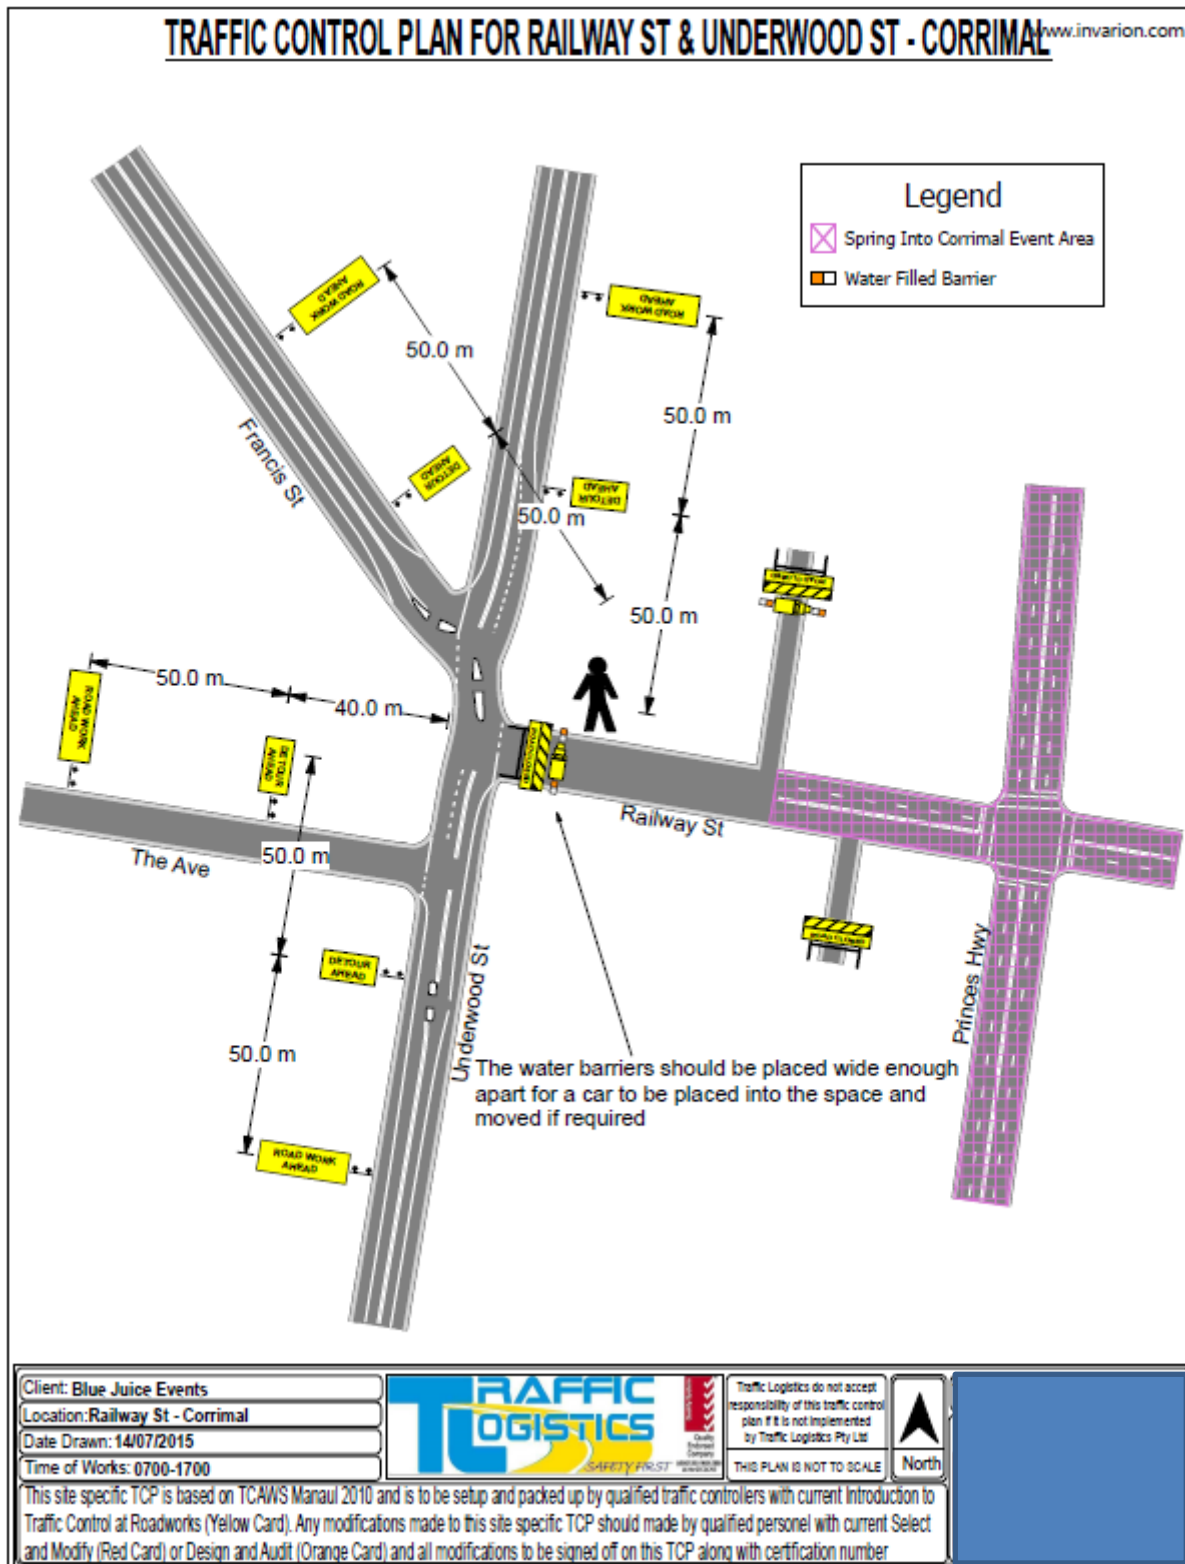 TRAFFIC CONTROL PLAN FOR RAILWAY ST & UNDERWOOD ST - CORRIMAL
www.invarion.com
Legend
Spring Into Corrimal Event Area
Water Filled Barrier
ROAD WORK
AHEAD
ROAD WORK
AHEAD
50.0 m
50.0 m
Francis St
DETOUR
AHEAD
DETOUR
AHEAD
50.0 m
ROAD CLOSED
50.0 m
50.0 m
40.0 m
ROAD WORK
AHEAD
DETOUR
AHEAD
ROAD CLOSED
Railway St
50.0 m
The Ave
ROAD CLOSED
DETOUR
AHEAD
Underwood St
Princes Hwy
50.0 m
The water barriers should be placed wide enough
apart for a car to be placed into the space and
moved if required
ROAD WORK
AHEAD
Client: Blue Juice Events
Location:Railway St - Corrimal
Date Drawn: 14/07/2015
Time of Works: 0700-1700
TRAFFIC
LOGISTICS
SAFETY FIRST
Quality
Endorsed
Company
Traffic Logistics do not accept
responsibility of this traffic control
plan if it is not implemented
by Traffic Logistics Pty Ltd
THIS PLAN IS NOT TO SCALE
North
This site specific TCP is based on TCAWS Manaul 2010 and is to be setup and packed up by qualified traffic controllers with current Introduction to
Traffic Control at Roadworks (Yellow Card). Any modifications made to this site specific TCP should made by qualified personel with current Select
and Modify (Red Card) or Design and Audit (Orange Card) and all modifications to be signed off on this TCP along with certification number